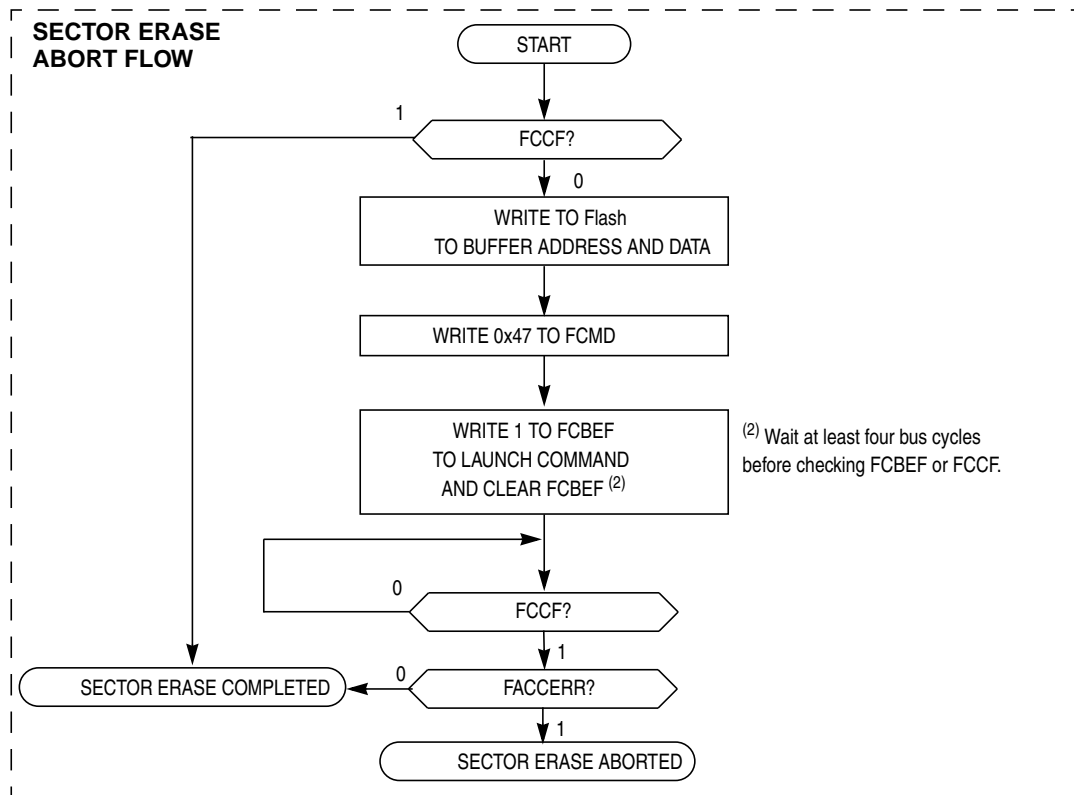 SECTOR ERASE
ABORT FLOW
START
1
FCCF?
0
WRITE TO Flash
TO BUFFER ADDRESS AND DATA
WRITE 0x47 TO FCMD
WRITE 1 TO FCBEF
TO LAUNCH COMMAND
AND CLEAR FCBEF (2)
(2) Wait at least four bus cycles
before checking FCBEF or FCCF.
0
FCCF?
1
SECTOR ERASE COMPLETED
0
FACCERR?
1
SECTOR ERASE ABORTED